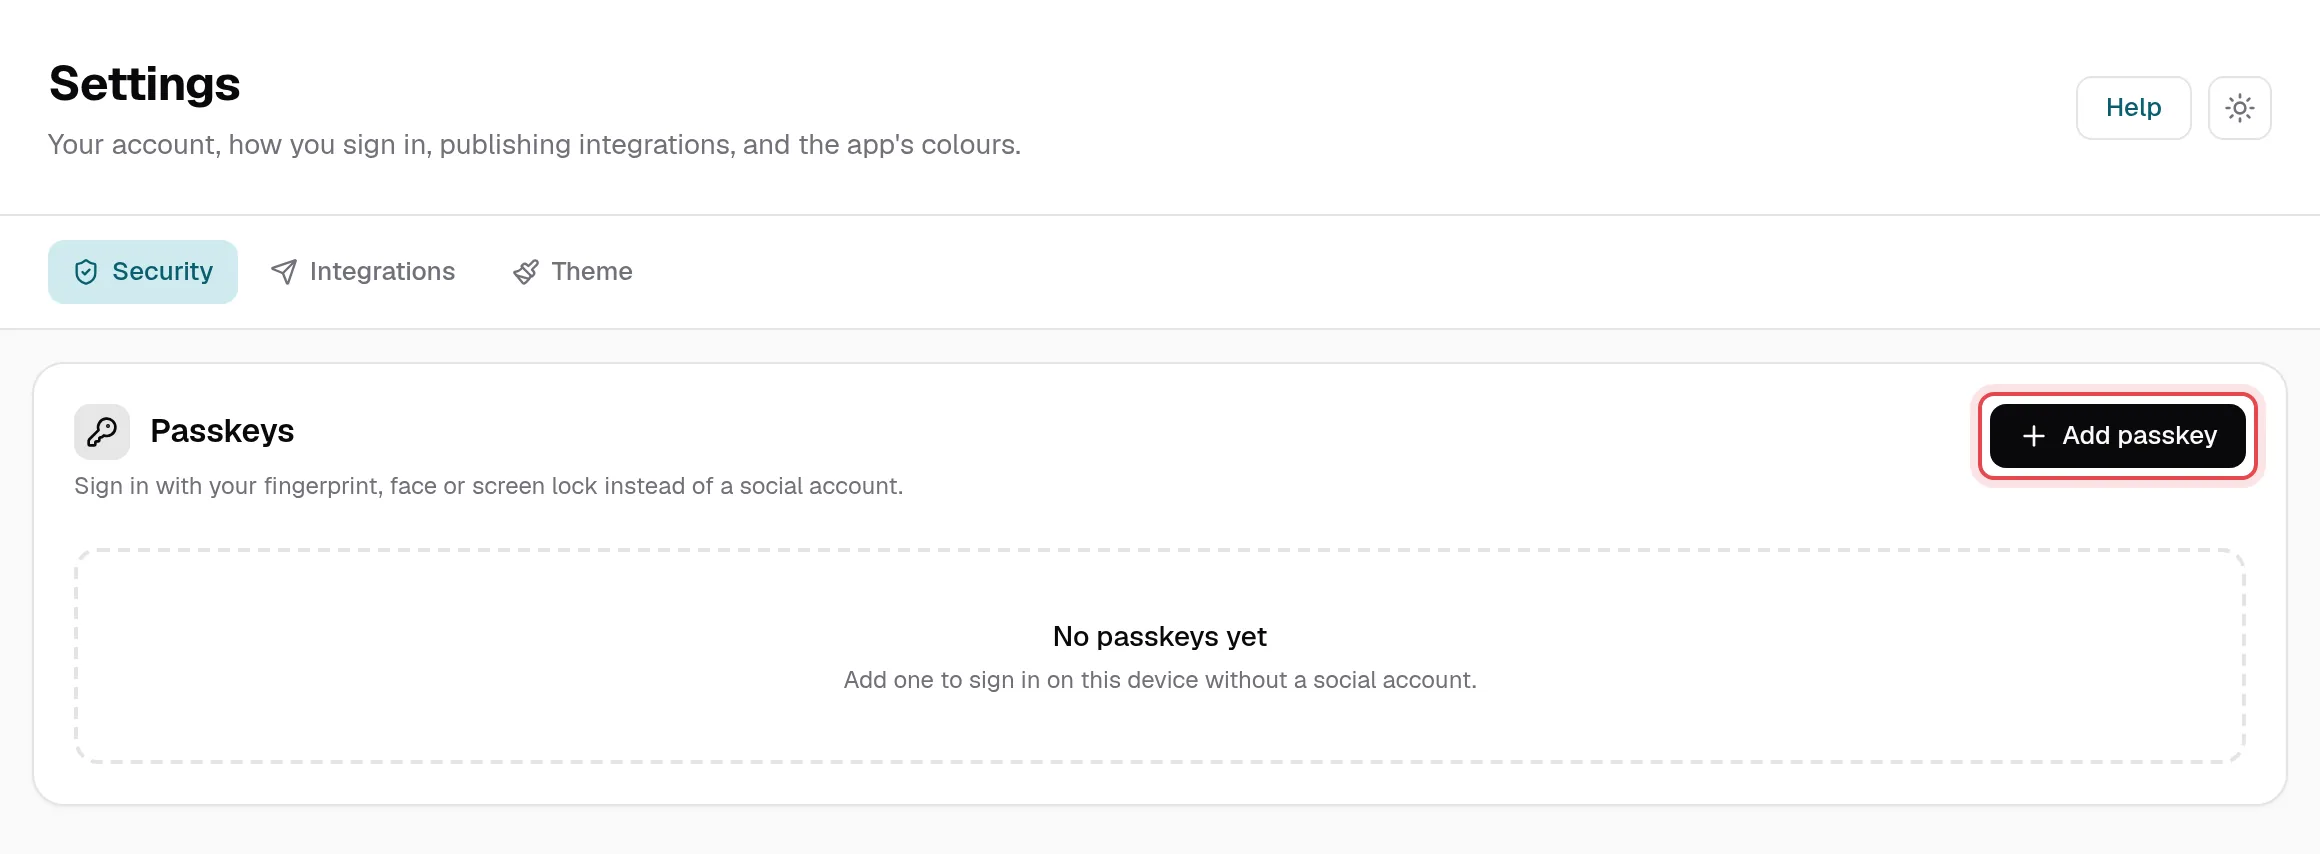 Settings
Your account, how you sign in, publishing integrations, and the app's colours.
Help
Security
Integrations
Theme
Passkeys
Sign in with your fingerprint, face or screen lock instead of a social account.
Add passkey
No passkeys yet
Add one to sign in on this device without a social account.